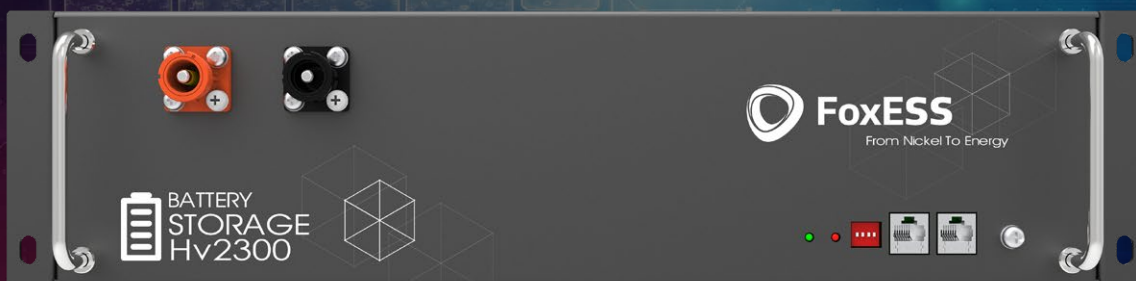 FoxESS
From Nickel To Energy
BATTERY
STORAGE
Hv2300